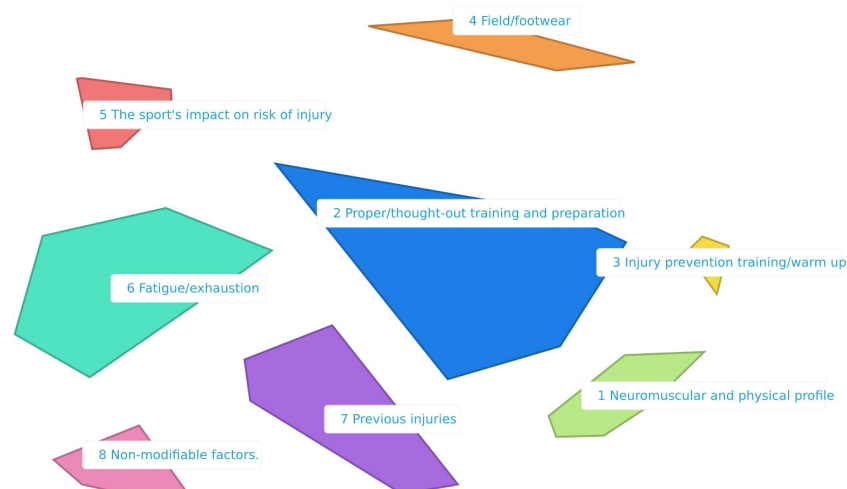 4 Field/footwear
5 The sport's impact on risk of injury
2 Proper/thought-out training and preparation
3 Injury prevention training/warm up
6 Fatigue/exhaustion
1 Neuromuscular and physical profile
7 Previous injuries
8 Non-modifiable factors.